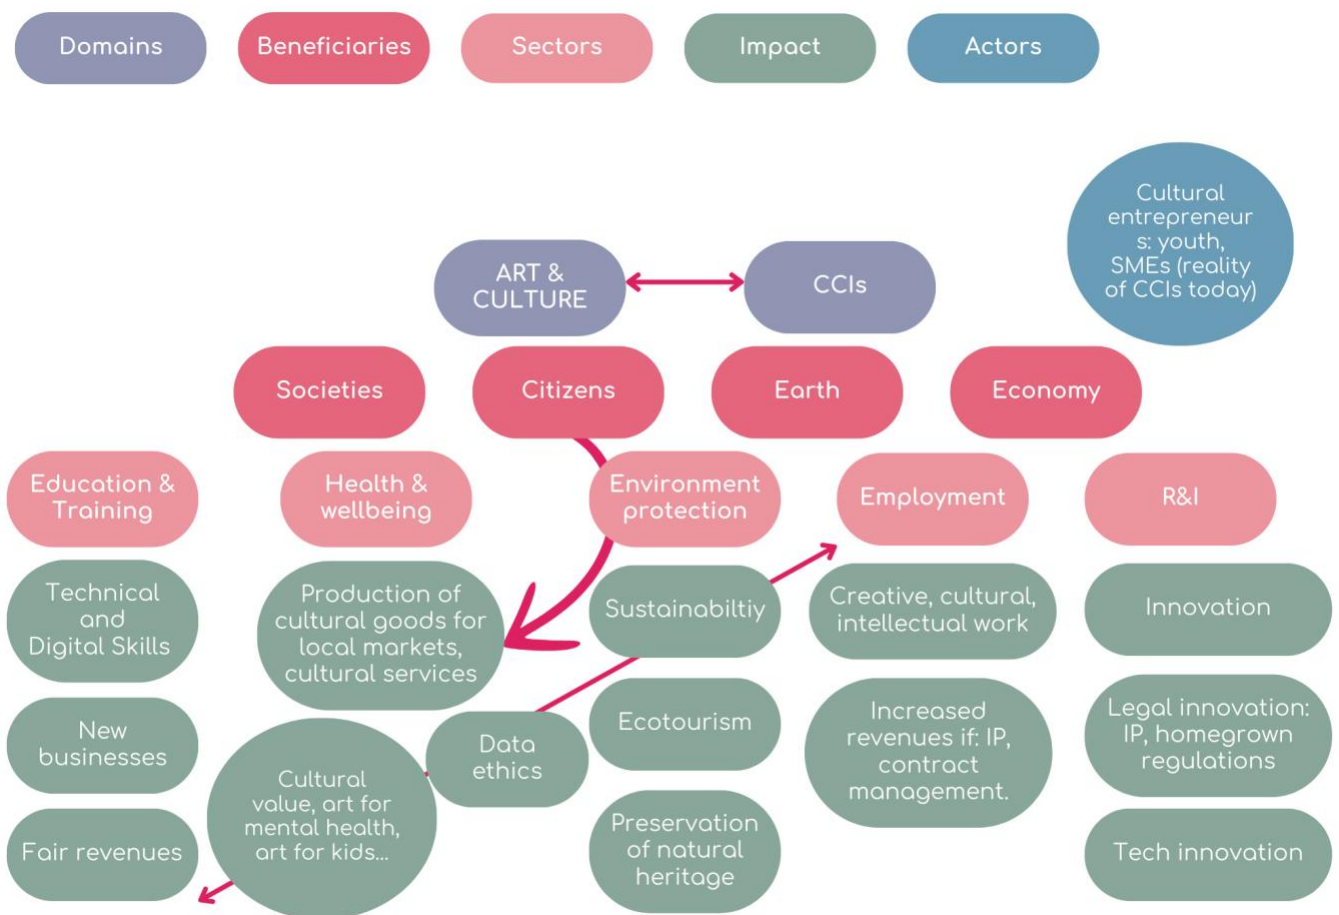 Domains
Beneficiaries
Sectors
Impact
Actors
Cultural
entrepreneur
s: youth,
SMEs (reality
of CCIs today)
ART &
CULTURE
CCIs
Societies
Citizens
Earth
Economy
Education &
Training
Health &
wellbeing
Environment
protection
Employment
R&I
Technical
and
Digital Skills
Production of
cultural goods for
local markets,
cultural services
Sustainabiltiy
Creative, cultural,
intellectual work
Innovation
New
businesses
Data
ethics
Ecotourism
Increased
revenues if: IP,
contract
management.
Legal innovation:
IP, homegrown
regulations
Fair revenues
Cultural
value, art for
mental health,
art for kids...
Preservation
of natural
heritage
Tech innovation